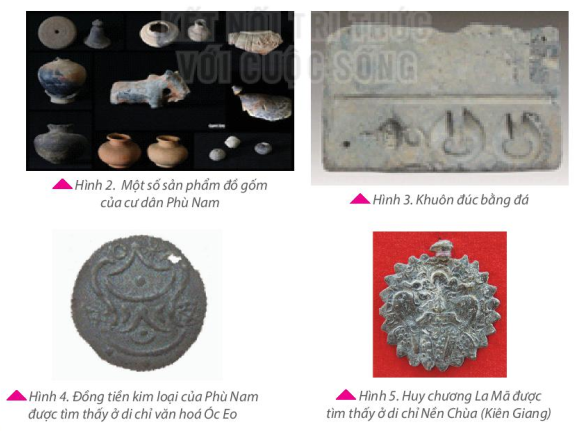 KẾT NỐI TRI THỨC
VỚI CUỘC SỐNG
Hình 2. Một số sản phẩm đồ gốm
của cư dân Phù Nam
Hình 3. Khuôn đúc bằng đá
Hình 4. Đồng tiền kim loại của Phù Nam
được tìm thấy ở di chỉ văn hoá Óc Eo
Hình 5. Huy chương La Mã được
tìm thấy ở di chỉ Nền Chùa (Kiên Giang)